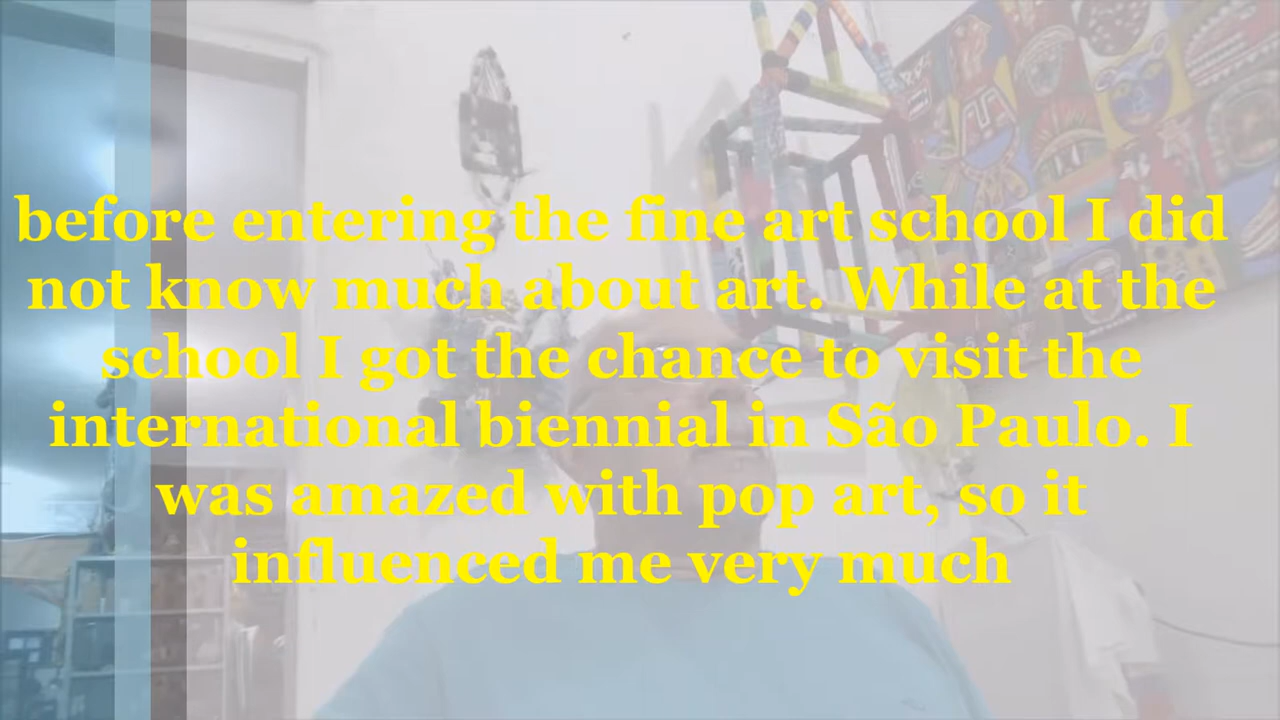 before entering the fine art school I did
not know much about art. While at the
school I got the chance to visit the
international biennial in São Paulo. I
was amazed with pop art, so it
influenced me very much